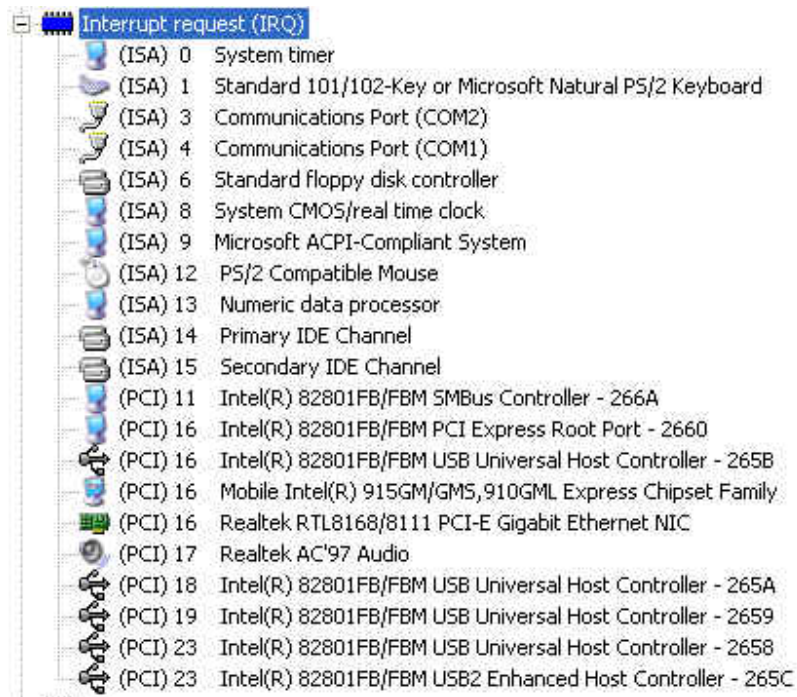 Interrupt request (IRQ)
(ISA) 0 System timer
(ISA) 1 Standard 101/102-Key or Microsoft Natural PS/2 Keyboard
(ISA) 3 Communications Port (COM2)
(ISA) 4 Communications Port (COM1)
(ISA) 6 Standard floppy disk controller
(ISA) 8 System CMOS/real time clock
(ISA) 9 Microsoft ACPI-Compliant System
(ISA) 12 PS/2 Compatible Mouse
(ISA) 13 Numeric data processor
(ISA) 14 Primary IDE Channel
(ISA) 15 Secondary IDE Channel
(PCI) 11 Intel(R) 82801FB/FBM SMBus Controller - 266A
(PCI) 16 Intel(R) 82801FB/FBM PCI Express Root Port - 2660
(PCI) 16 Intel(R) 82801FB/FBM USB Universal Host Controller - 265B
(PCI) 16 Mobile Intel(R) 915GM/GMS,910GML Express Chipset Family
(PCI) 16 Realtek RTL8168/8111 PCI-E Gigabit Ethernet NIC
(PCI) 17 Realtek AC'97 Audio
(PCI) 18 Intel(R) 82801FB/FBM USB Universal Host Controller - 265A
(PCI) 19 Intel(R) 82801FB/FBM USB Universal Host Controller - 2659
(PCI) 23 Intel(R) 82801FB/FBM USB Universal Host Controller - 2658
(PCI) 23 Intel(R) 82801FB/FBM USB2 Enhanced Host Controller - 265C